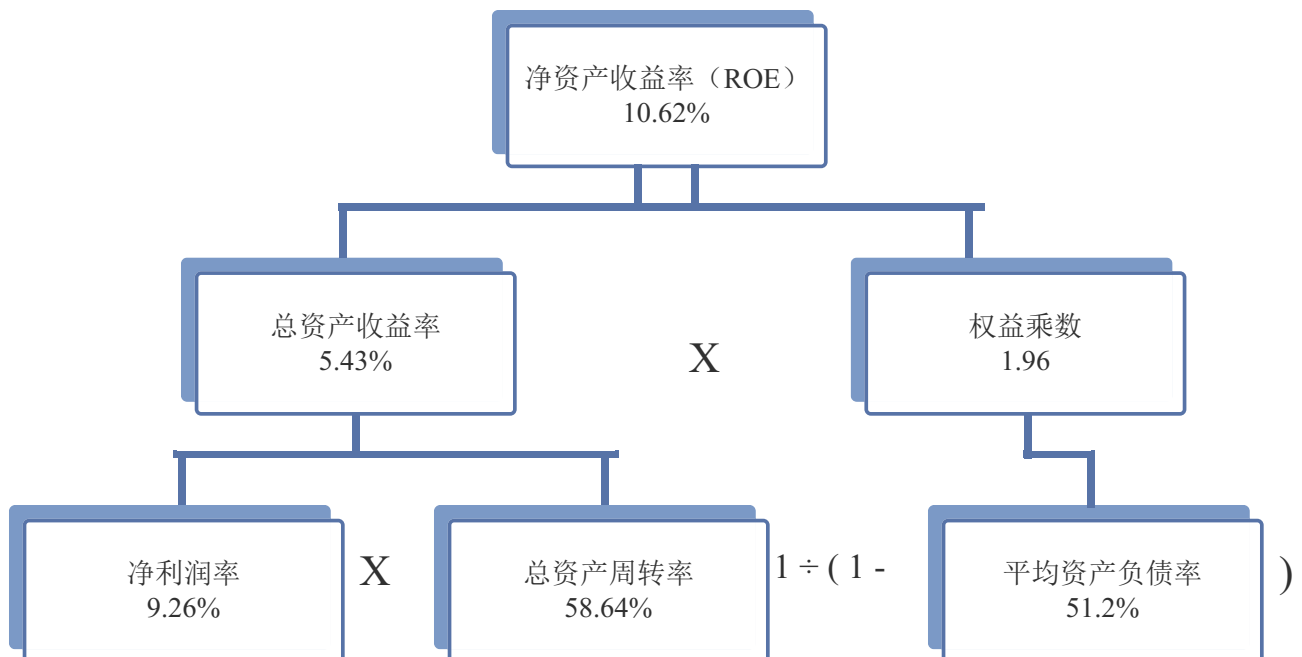 净资产收益率（ROE）
10.62%
总资产收益率
5.43%
X
权益乘数
1.96
净利润率
9.26%
X
总资产周转率
58.64%
1 ÷ ( 1 -
平均资产负债率
51.2%
)